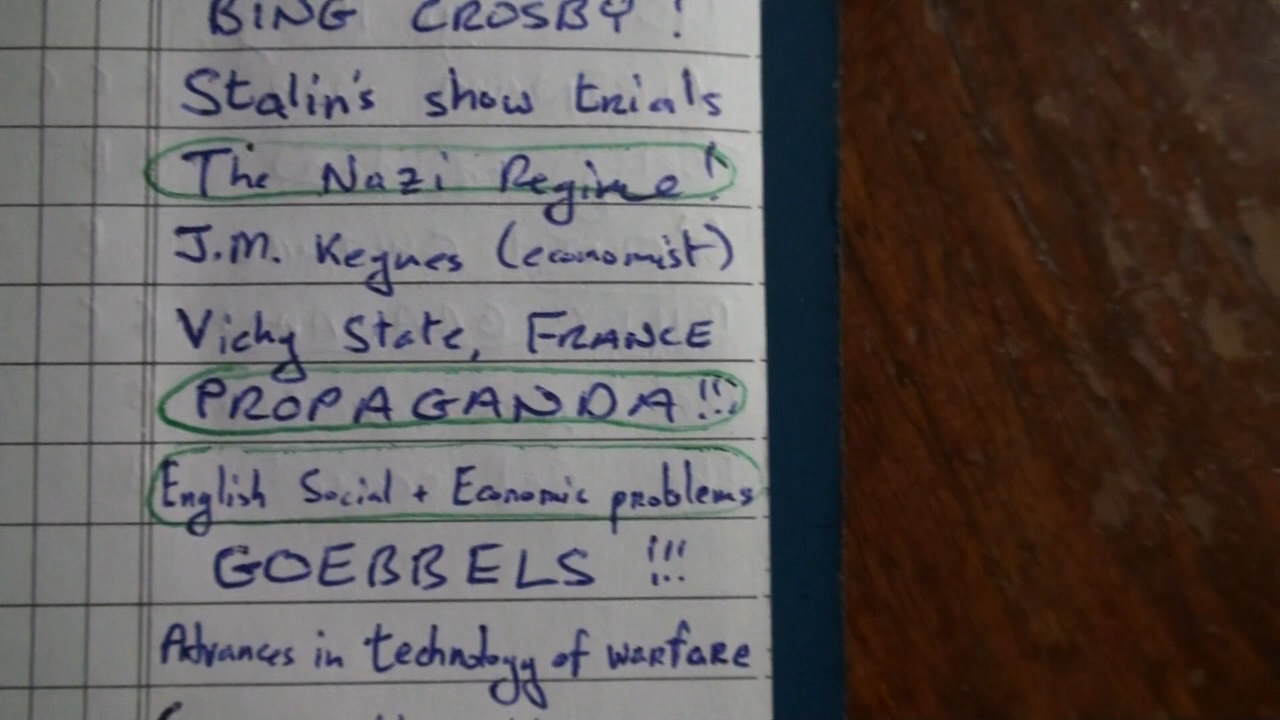 BING CROSBY !
Stalin's show trials
The Nazi Regime!
J.M. Keynes (economist)
Vichy State, FRANCE
PROPAGANDA!!!
English Social + Economic problems
GOEBBELS !!!
Advances in technology of warfare